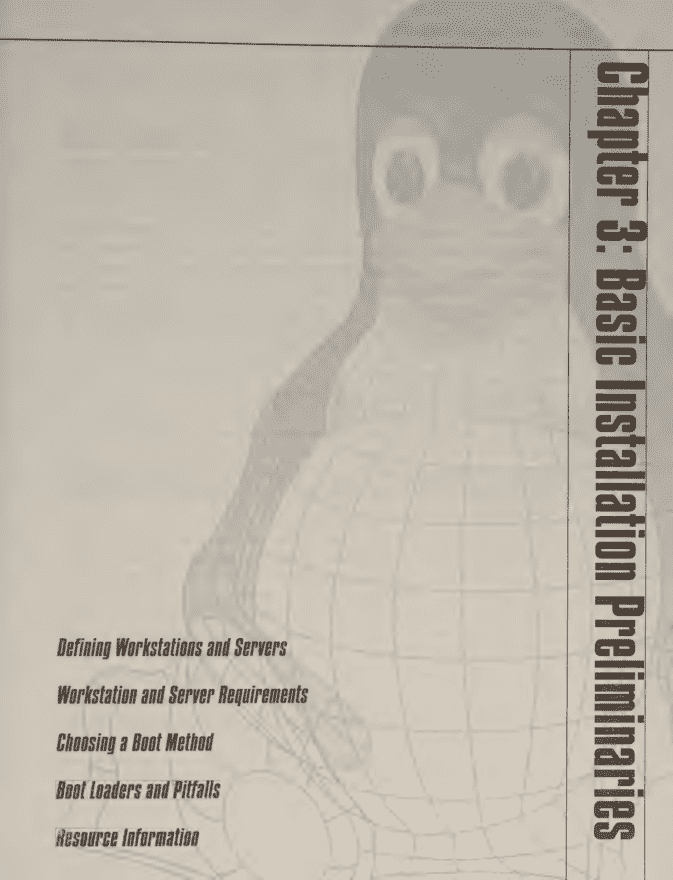 Chapter 3: Basic Installation Preliminaries
Defining Workstations and Servers
Workstation and Server Requirements
Choosing a Boot Method
Boot Loaders and Pitfalls
Resource Information